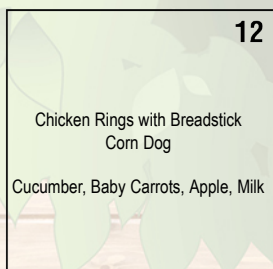 12
Chicken Rings with Breadstick
Corn Dog
Cucumber, Baby Carrots, Apple, Milk